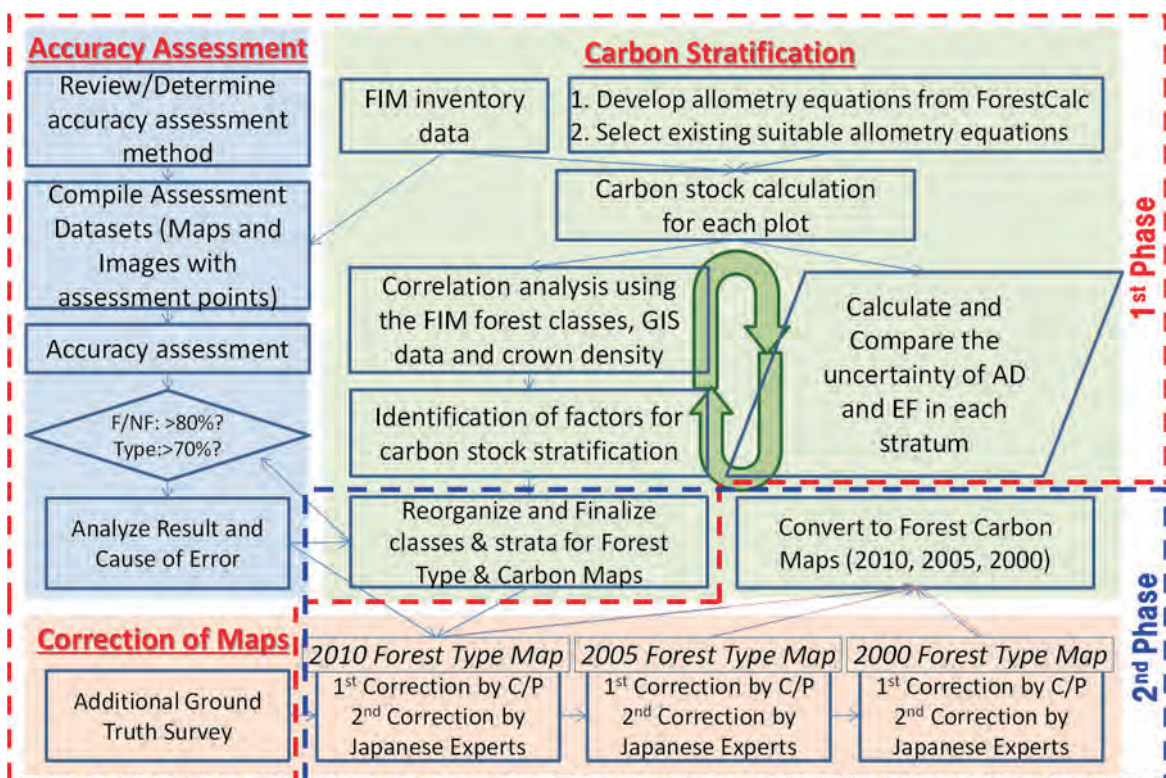 Accuracy Assessment
Review/Determine
accuracy assessment
method
Compile Assessment
Datasets (Maps and
Images with
assessment points)
Accuracy assessment
F/NF: >80%?
Type:>70%?
Analyze Result and
Cause of Error
Carbon Stratification
FIM inventory
data
1. Develop allometry equations from ForestCalc
2. Select existing suitable allometry equations
Carbon stock calculation
for each plot
Correlation analysis using
the FIM forest classes, GIS
data and crown density
Identification of factors for
carbon stock stratification
Reorganize and Finalize
classes & strata for Forest
Type & Carbon Maps
Calculate and
Compare the
uncertainty of AD
and EF in each
stratum
Convert to Forest Carbon
Maps (2010, 2005, 2000)
1st Phase
2nd Phase
Correction of Maps
Additional Ground
Truth Survey
2010 Forest Type Map
1st Correction by C/P
2nd Correction by
Japanese Experts
2005 Forest Type Map
1st Correction by C/P
2nd Correction by
Japanese Experts
2000 Forest Type Map
1st Correction by C/P
2nd Correction by
Japanese Experts